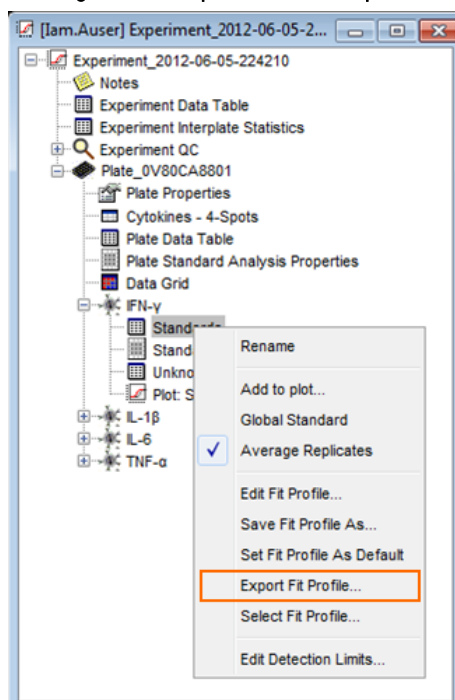 [Iam.Auser] Experiment_2012-06-05-2...
Experiment_2012-06-05-224210
Notes
Experiment Data Table
Experiment Interplate Statistics
Experiment QC
Plate_0V80CA8801
Plate Properties
Cytokines - 4-Spots
Plate Data Table
Plate Standard Analysis Properties
Data Grid
IFN-γ
Standards
Stand
Unkno
Plot: S
IL-1β
IL-6
TNF-α
Rename
Add to plot...
Global Standard
Average Replicates
Edit Fit Profile...
Save Fit Profile As...
Set Fit Profile As Default
Export Fit Profile...
Select Fit Profile...
Edit Detection Limits...